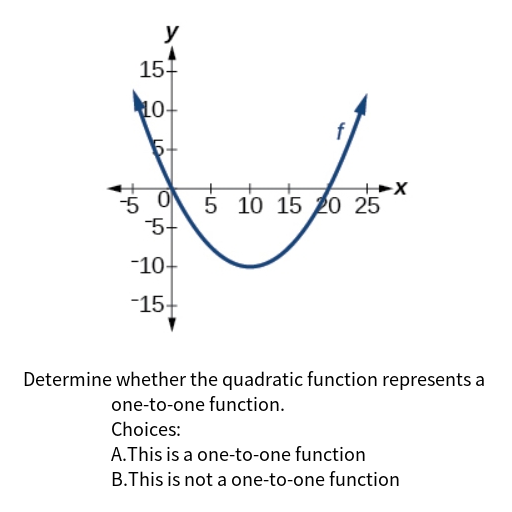 y
15
10
5
f
x
-5 0 5 10 15 20 25
-5
-10
-15
Determine whether the quadratic function represents a
one-to-one function.
Choices:
A.This is a one-to-one function
B.This is not a one-to-one function